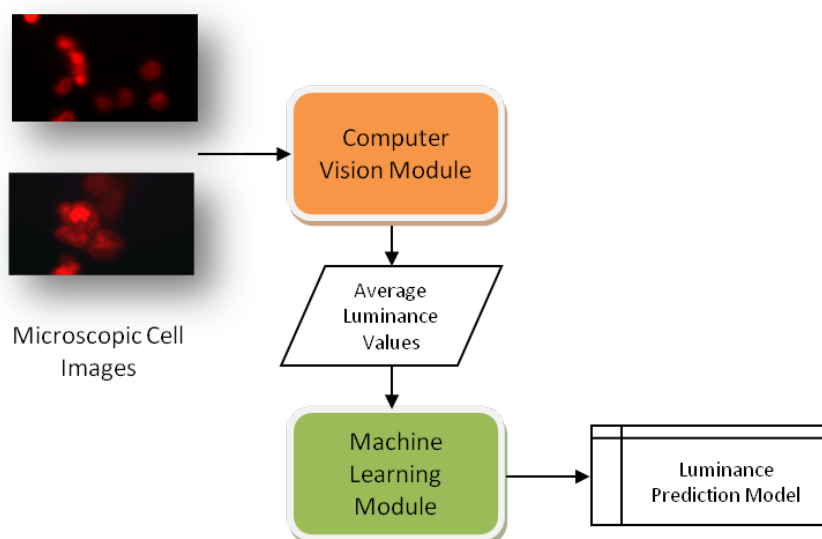 Computer
Vision Module
Average
Luminance
Values
Microscopic Cell
Images
Machine
Learning
Module
Luminance
Prediction Model